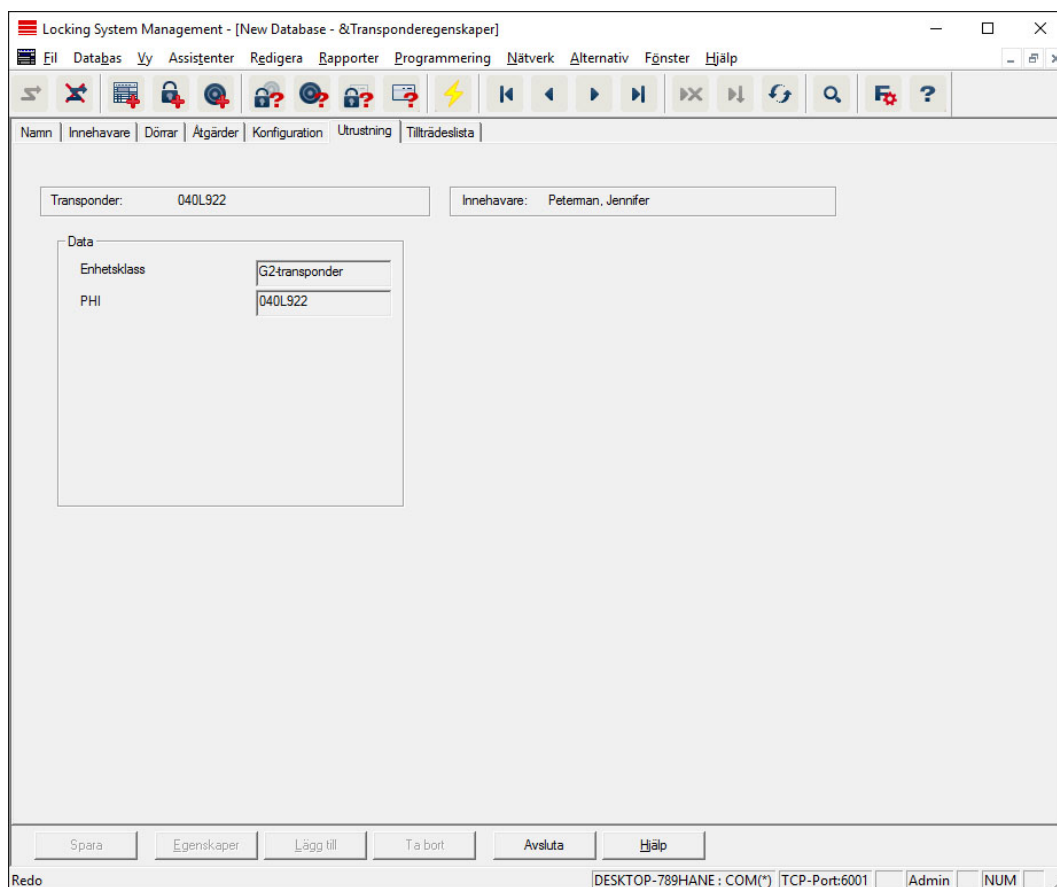 Locking System Management - [New Database - &Transponderegenskaper]
Fil Databas Vy Assistenter Redigera Rapporter Programmering Nätverk Alternativ Fönster Hjälp
Namn Innehavare Dörrar Åtgärder Konfiguration Utrustning Tillträdeslista
Transponder: 040L922 Innehavare: Peterman, Jennifer
Data
Enhetsklass G2-transponder
PHI 040L922
Spara Egenskaper Lägg till Ta bort Avsluta Hjälp
Redo DESKTOP-789HANE : COM(*) TCP-Port:6001 Admin NUM